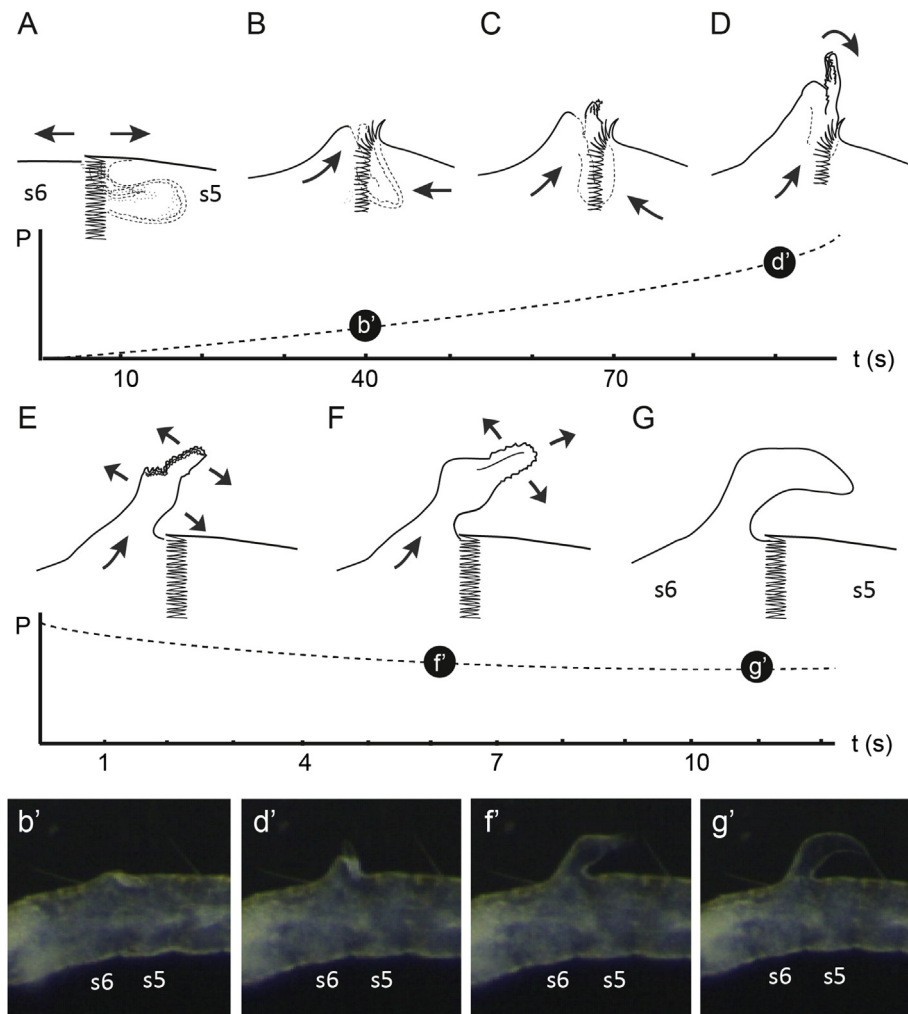 A B C D
s6 s5
P
b’ d’
10 40 70 t (s)
E F G
s6 s5
P
f’ g’
1 4 7 10 t (s)
b’ d’ f’ g’
s6 s5 s6 s5 s6 s5 s6 s5